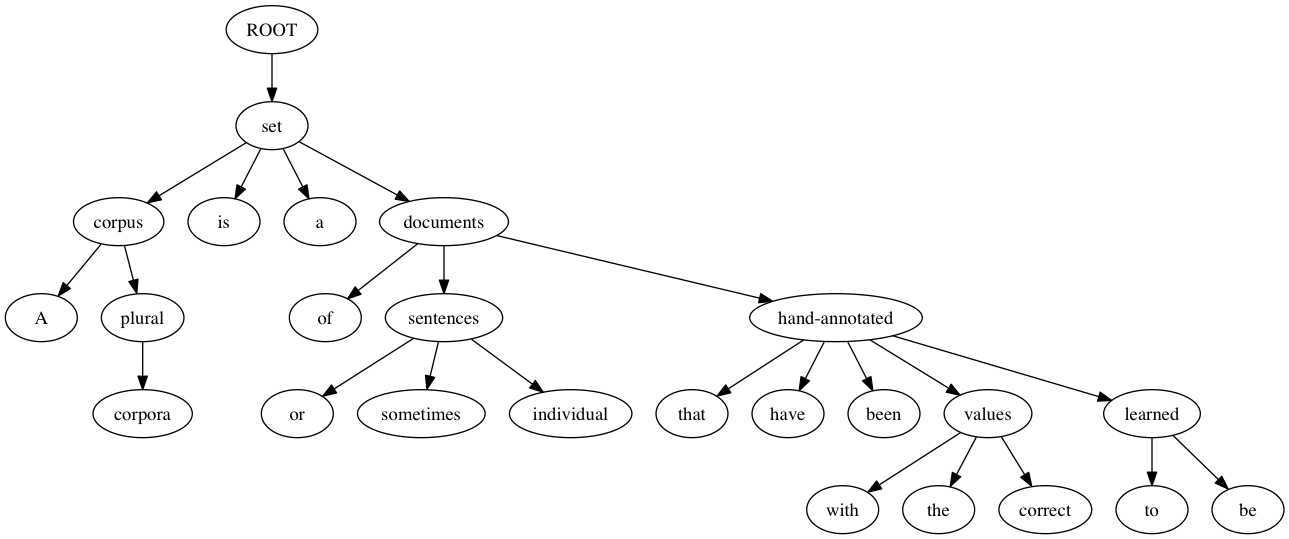 ROOT
set
corpus is a documents
A plural of sentences hand-annotated
corpora or sometimes individual that have been values learned
with the correct to be